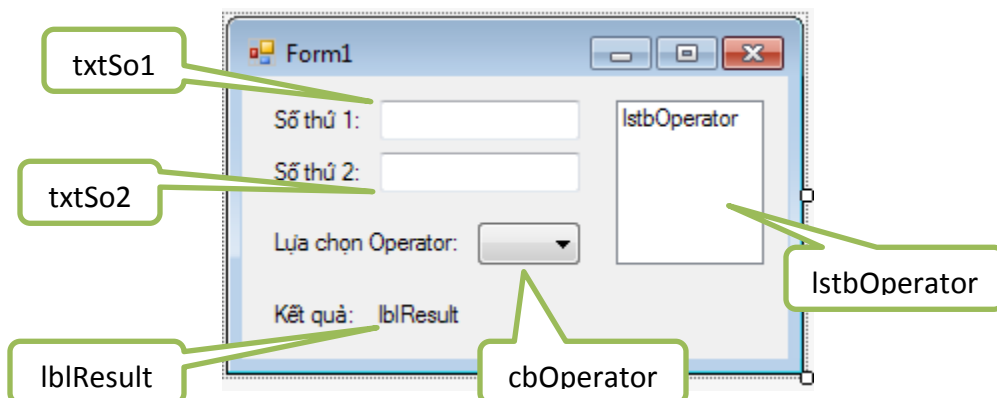 Form1
txtSo1
Số thứ 1:
lstbOperator
Số thứ 2:
txtSo2
Lựa chọn Operator:
lstbOperator
Kết quả: lblResult
lblResult
cbOperator